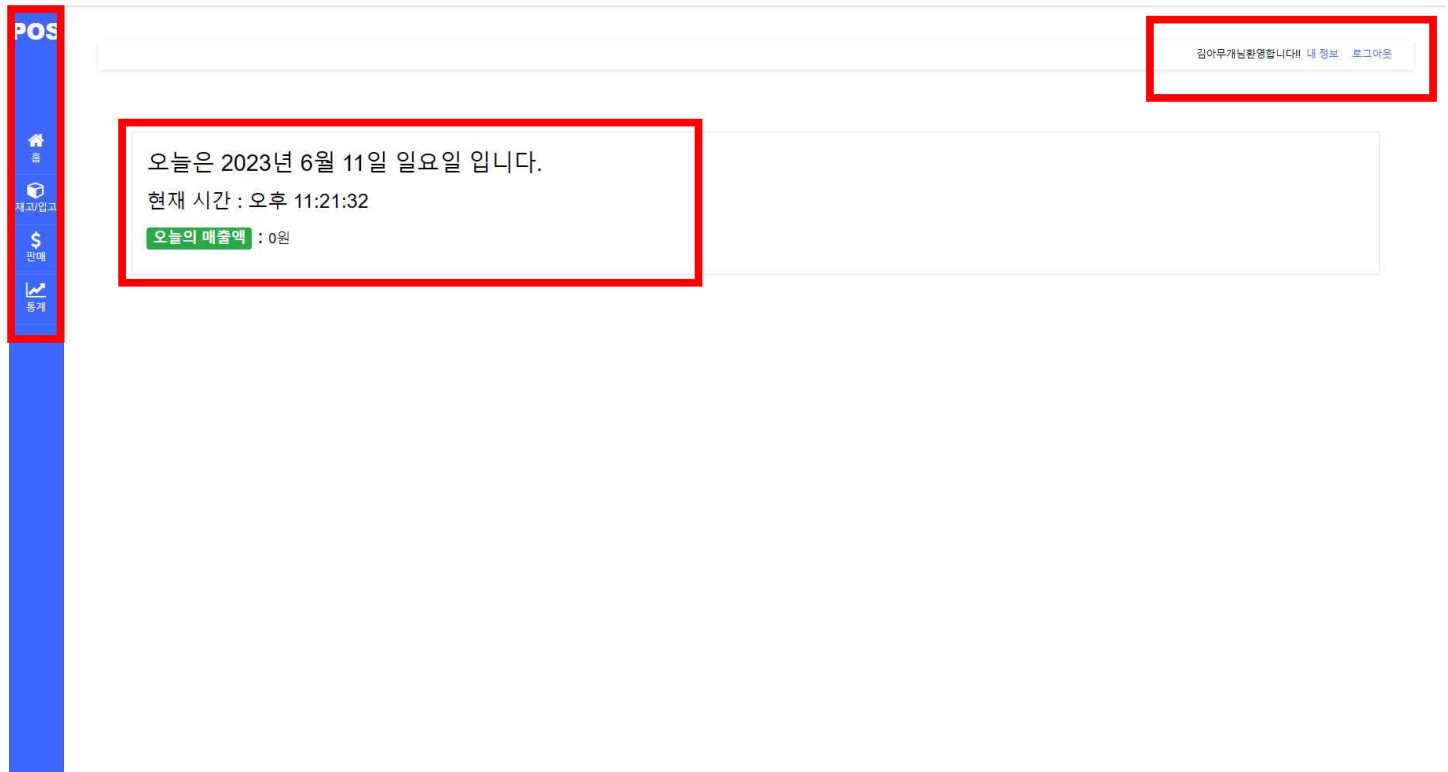 POS
김아무개님환영합니다!! 내 정보 로그아웃
홈
재고/입고
판매
통계
오늘은 2023년 6월 11일 일요일 입니다.
현재 시간 : 오후 11:21:32
오늘의 매출액 : 0원